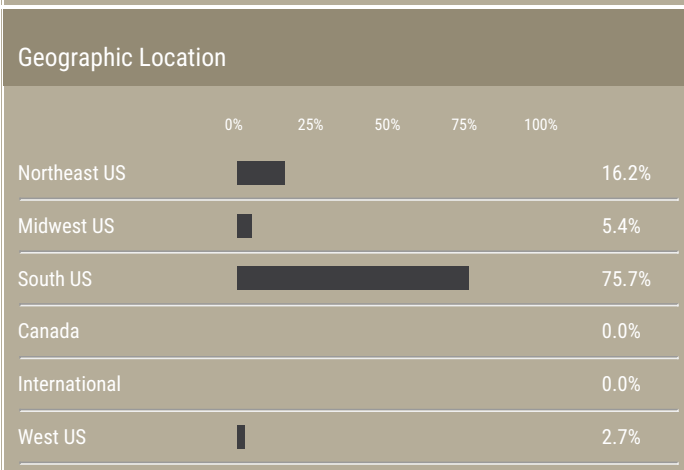 Geographic Location
0% 25% 50% 75% 100%
Northeast US 16.2%
Midwest US 5.4%
South US 75.7%
Canada 0.0%
International 0.0%
West US 2.7%